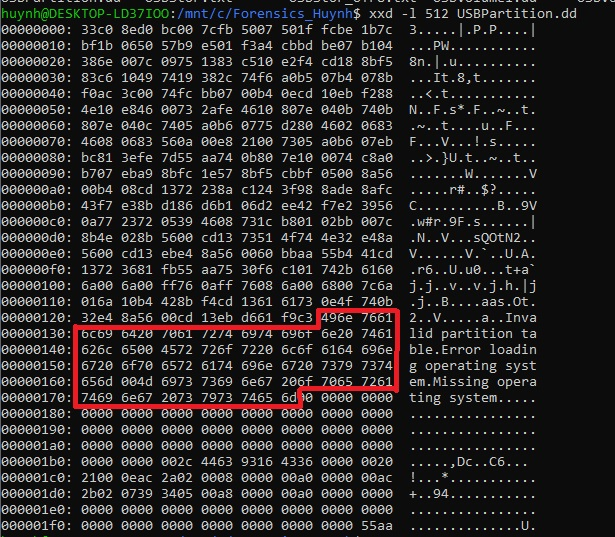 huynh@DESKTOP-LD37IOO:/mnt/c/Forensics_Huynh$ xxd -l 512 USBPartition.dd
00000000: 33c0 8ed0 bc00 7cfb 5007 501f fcbe 1b7c  3.....|.P.P....|
00000010: bf1b 0650 57b9 e501 f3a4 cbbd be07 b104  ...PW...........
00000020: 386e 007c 0975 1383 c510 e2f4 cd18 8bf5  8n.|.u..........
00000030: 83c6 1049 7419 382c 74f6 a0b5 07b4 078b  ...It.8,t.......
00000040: f0ac 3c00 74fc bb07 00b4 0ecd 10eb f288  ..<.t...........
00000050: 4e10 e846 0073 2afe 4610 807e 040b 740b  N..F.s*.F..~..t.
00000060: 807e 040c 7405 a0b6 0775 d280 4602 0683  .~..t....u..F...
00000070: 4608 0683 560a 00e8 2100 7305 a0b6 07eb  F...V...!.s.....
00000080: bc81 3efe 7d55 aa74 0b80 7e10 0074 c8a0  ..>.}U.t..~..t..
00000090: b707 eba9 8bfc 1e57 8bf5 cbbf 0500 8a56  .......W.......V
000000a0: 00b4 08cd 1372 238a c124 3f98 8ade 8afc  .....r#..$?.....
000000b0: 43f7 e38b d186 d6b1 06d2 ee42 f7e2 3956  C..........B..9V
000000c0: 0a77 2372 0539 4608 731c b801 02bb 007c  .w#r.9F.s......|
000000d0: 8b4e 028b 5600 cd13 7351 4f74 4e32 e48a  .N..V...sQOtN2..
000000e0: 5600 cd13 ebe4 8a56 0060 bbaa 55b4 41cd  V......V.`..U.A.
000000f0: 1372 3681 fb55 aa75 30f6 c101 742b 6160  .r6..U.u0...t+a`
00000100: 6a00 6a00 ff76 0aff 7608 6a00 6800 7c6a  j.j..v..v.j.h.|j
00000110: 016a 10b4 428b f4cd 1361 6173 0e4f 740b  .j..B....aas.Ot.
00000120: 32e4 8a56 00cd 13eb d661 f9c3 496e 7661  2..V.....a..Inva
00000130: 6c69 6420 7061 7274 6974 696f 6e20 7461  lid partition ta
00000140: 626c 6500 4572 726f 7220 6c6f 6164 696e  ble.Error loadin
00000150: 6720 6f70 6572 6174 696e 6720 7379 7374  g operating syst
00000160: 656d 004d 6973 7369 6e67 206f 7065 7261  em.Missing opera
00000170: 7469 6e67 2073 7973 7465 6d00 0000 0000  ting system.....
00000180: 0000 0000 0000 0000 0000 0000 0000 0000  ................
00000190: 0000 0000 0000 0000 0000 0000 0000 0000  ................
000001a0: 0000 0000 0000 0000 0000 0000 0000 0000  ................
000001b0: 0000 0000 002c 4463 9316 4336 0000 0020  .....,Dc..C6...
000001c0: 2100 0eac 2a02 0008 0000 00a0 0000 00ac  !...*...........
000001d0: 2b02 0739 3405 00a8 0000 00a0 0000 0000  +..94...........
000001e0: 0000 0000 0000 0000 0000 0000 0000 0000  ................
000001f0: 0000 0000 0000 0000 0000 0000 0000 55aa  ..............U.